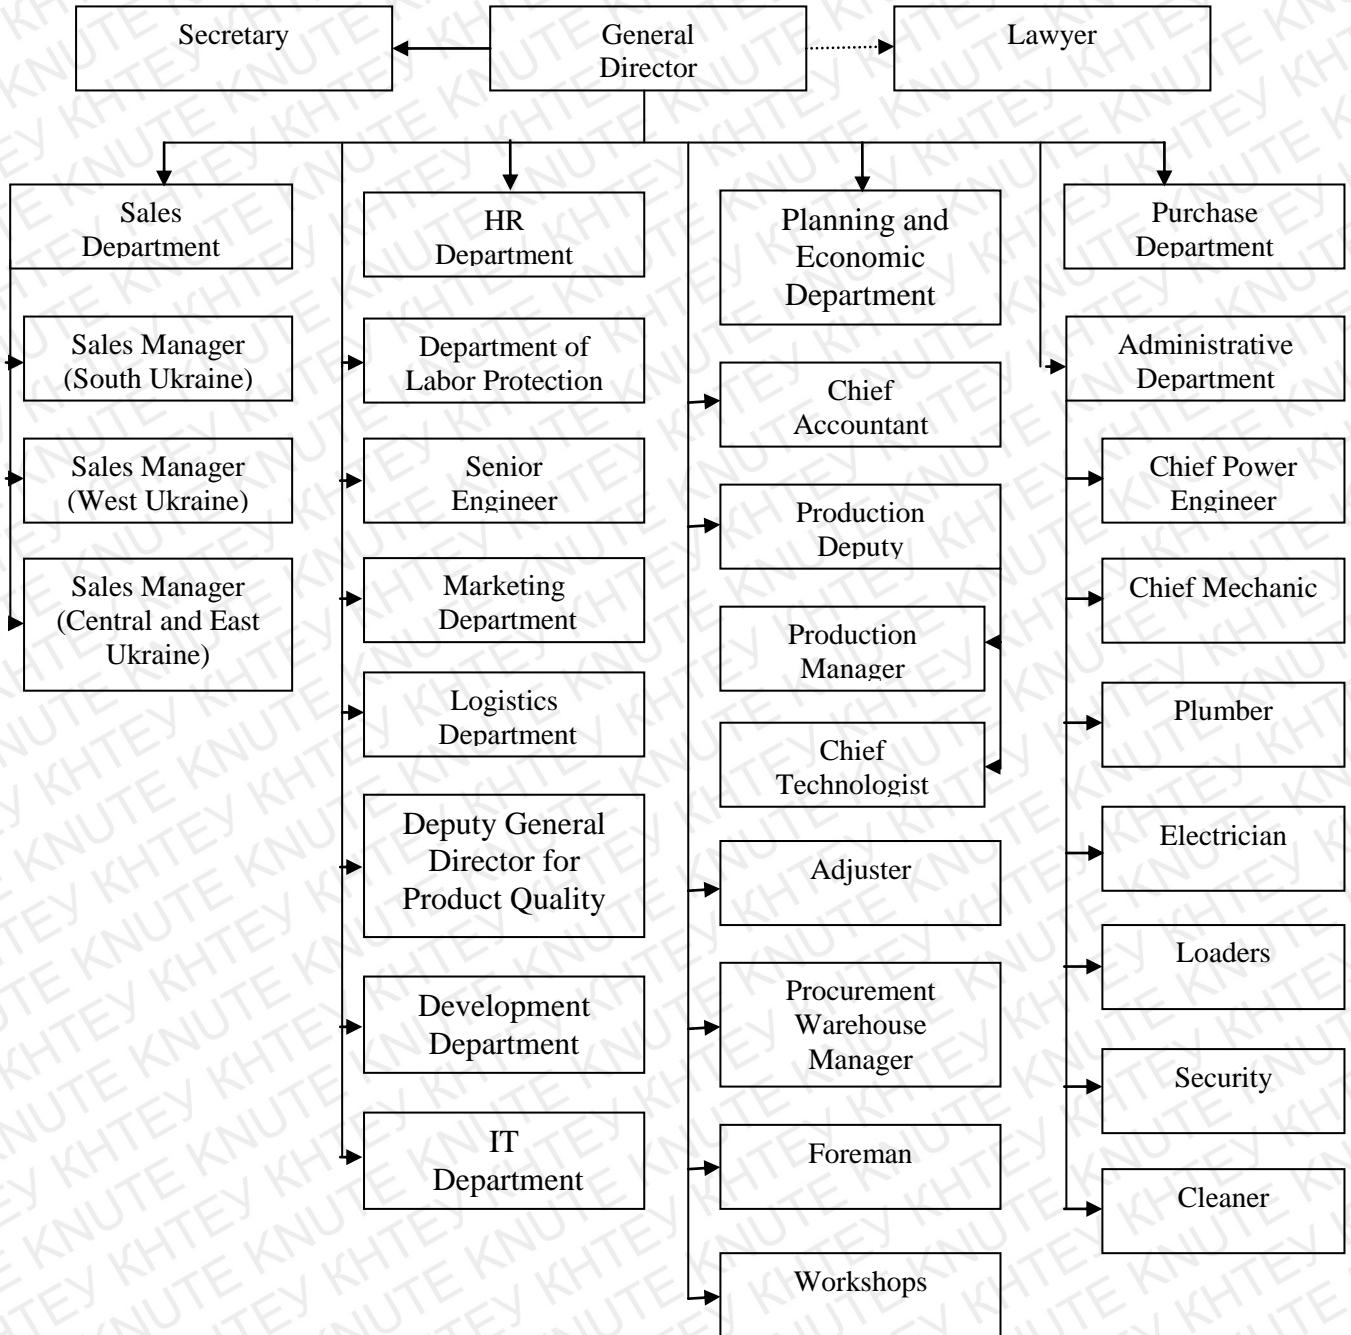 Secretary
General
Director
Lawyer
Sales
Department
HR
Department
Planning and
Economic
Department
Purchase
Department
Sales Manager
(South Ukraine)
Department of
Labor Protection
Chief
Accountant
Administrative
Department
Sales Manager
(West Ukraine)
Senior
Engineer
Production
Deputy
Chief Power
Engineer
Sales Manager
(Central and East
Ukraine)
Marketing
Department
Production
Manager
Chief Mechanic
Logistics
Department
Chief
Technologist
Plumber
Deputy General
Director for
Product Quality
Adjuster
Electrician
Development
Department
Procurement
Warehouse
Manager
Loaders
Security
IT
Department
Foreman
Cleaner
Workshops